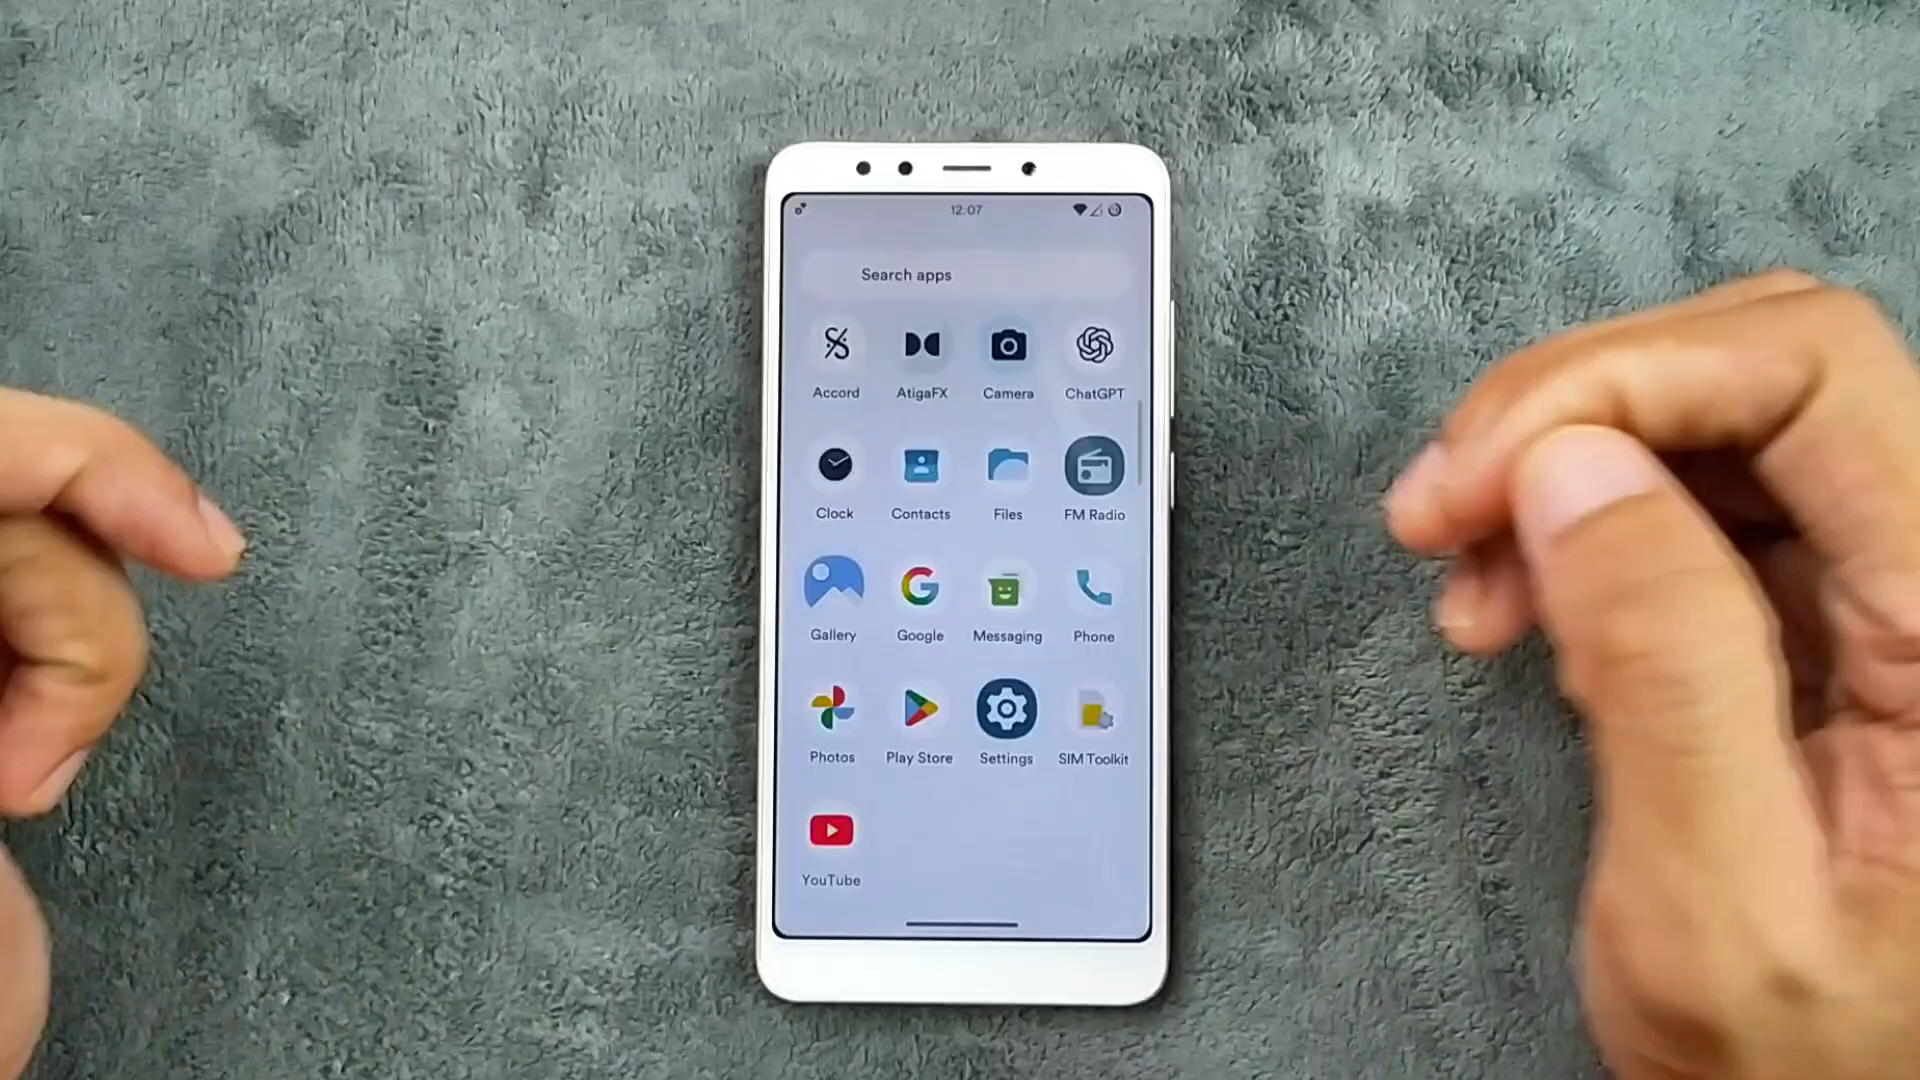 12:07
Search apps
Accord AtigaFX Camera ChatGPT
Clock Contacts Files FM Radio
Gallery Google Messaging Phone
Photos Play Store Settings SIM Toolkit
YouTube